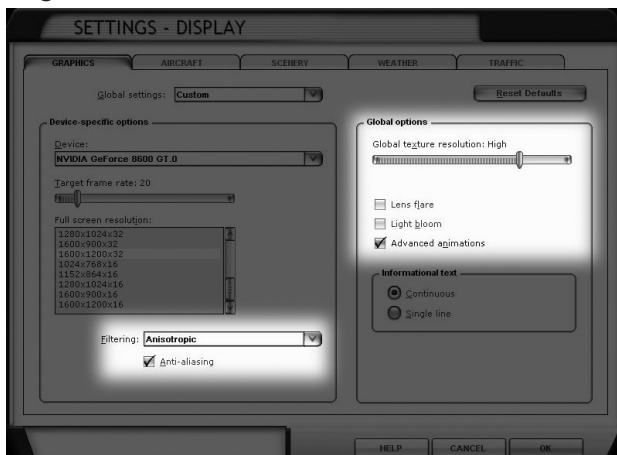 SETTINGS - DISPLAY
GRAPHICS AIRCRAFT SCENERY WEATHER TRAFFIC
Global settings: Custom
Reset Defaults
Device-specific options
Device:
NVIDIA GeForce 8600 GT.0
Target frame rate: 20
Full screen resolution:
1280x1024x32
1600x900x32
1600x1200x32
1024x768x16
1152x864x16
1280x1024x16
1600x900x16
1600x1200x16
Filtering: Anisotropic
Anti-aliasing
Global options
Global texture resolution: High
Lens flare
Light bloom
Advanced animations
Informational text
Continuous
Single line
HELP CANCEL OK